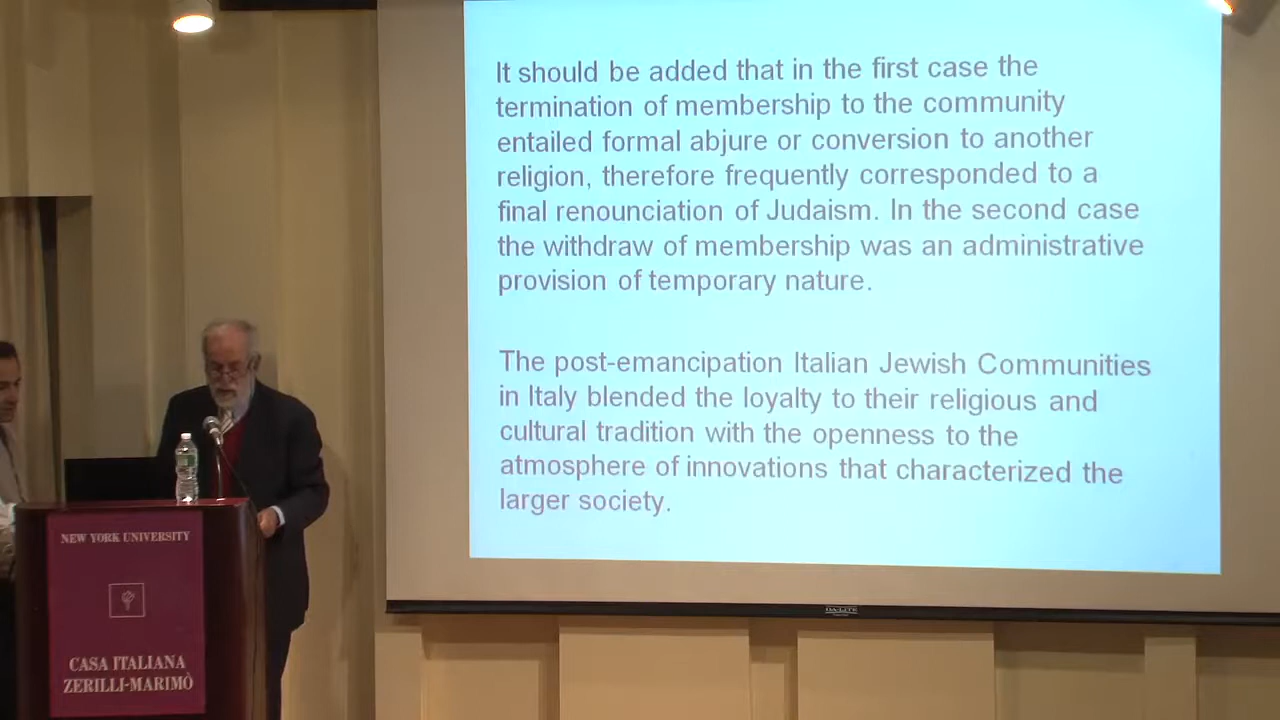 It should be added that in the first case the
termination of membership to the community
entailed formal abjure or conversion to another
religion, therefore frequently corresponded to a
final renounciation of Judaism. In the second case
the withdraw of membership was an administrative
provision of temporary nature.
The post-emancipation Italian Jewish Communities
in Italy blended the loyalty to their religious and
cultural tradition with the openness to the
atmosphere of innovations that characterized the
larger society.
DA-LITE
NEW YORK UNIVERSITY
CASA ITALIANA
ZERILLI-MARIMÒ